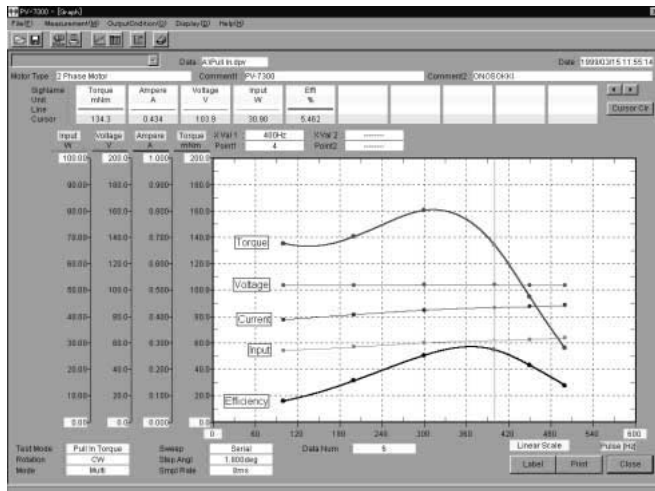 PV-7000 - [Graph]
File(F) Measurement(M) OutputCondition(O) Display(D) Help(H)
Data A:\Pull In.dpv Date 1999/03/15 11:55:14
Motor Type 2 Phase Motor Comment1 PV-7300 Comment2 ONOSOKKI
SigName Torque Ampere Voltage Input Effi
Unit mNm A V W %
Line
Cursor 134.3 0.434 103.9 30.90 5.462 Cursor Clr
Input Voltage Ampere Torque X Val 1 400Hz X Val 2 -------
W V A mNm Point1 4 Point2 -------
100.00 200.0 1.000 200.0
90.00 180.0 0.900 180.0
80.00 160.0 0.800 160.0
70.00 140.0 0.700 140.0
Torque
60.00 120.0 0.600 120.0
Voltage
50.00 100.0 0.500 100.0
40.00 80.0 0.400 80.0
Current
30.00 60.0 0.300 60.0
Input
20.00 40.0 0.200 40.0
10.00 20.0 0.100 20.0
Efficiency
0.00 0.0 0.000 0.0
0 60 120 180 240 300 360 420 480 540 600
Test Mode Pull In Torque Sweep Serial Data Num 5 Linear Scale Pulse [Hz]
Rotation CW Step Angl 1.800deg
Mode Multi Smpl Rate 0ms
Label Print Close